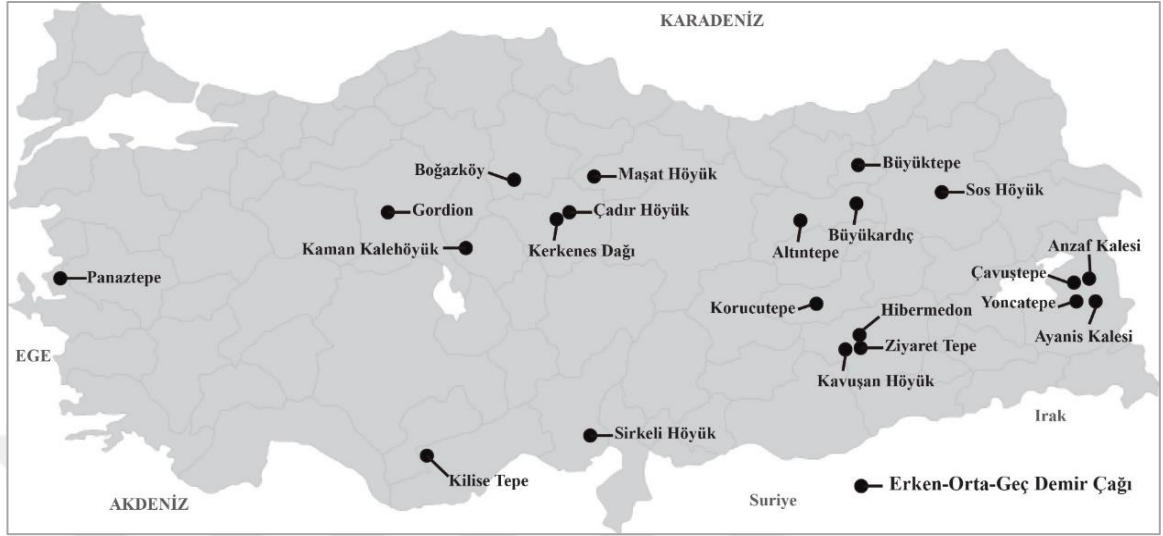 KARADENİZ
Boğazköy
Maşat Höyük
Büyüktepe
Sos Höyük
Gordion
Çadır Höyük
Kaman Kalehöyük
Kerkenes Dağı
Altıntepe
Büyükardıç
Anzaf Kalesi
Panaztepe
Çavuştepe
Korucutepe
Hibermedon
Yoncatepe
Ayanis Kalesi
EGE
Ziyaret Tepe
Kavuşan Höyük
Irak
Sirkeli Höyük
Kilise Tepe
AKDENİZ
Suriye
Erken-Orta-Geç Demir Çağı